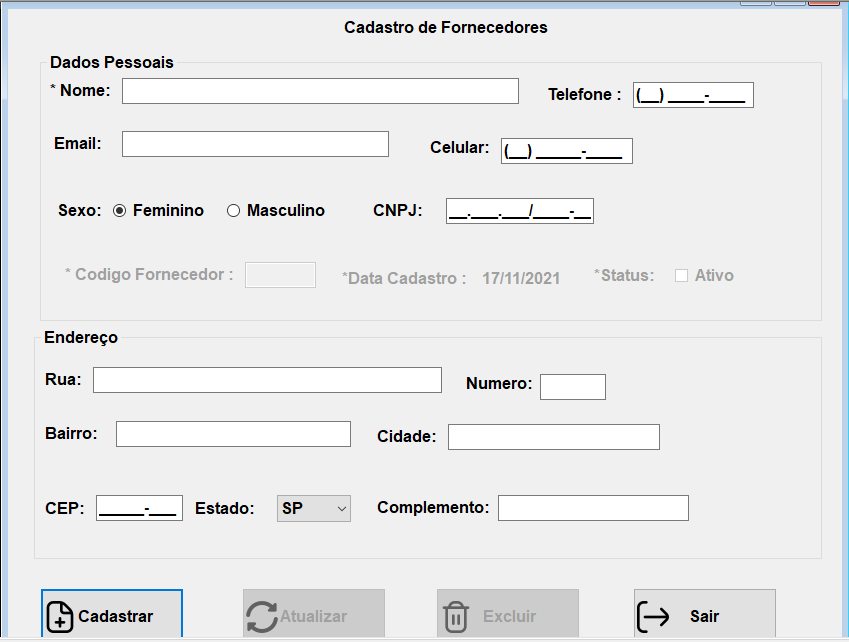 Cadastro de Fornecedores
Dados Pessoais
* Nome:
Telefone : (__) ____-____
Email:
Celular: (__) _____-____
Sexo: Feminino Masculino CNPJ: __.___.___/____-__
* Codigo Fornecedor : *Data Cadastro : 17/11/2021 *Status: Ativo
Endereço
Rua: Numero:
Bairro: Cidade:
CEP: _____-___ Estado: SP Complemento:
Cadastrar Atualizar Excluir Sair